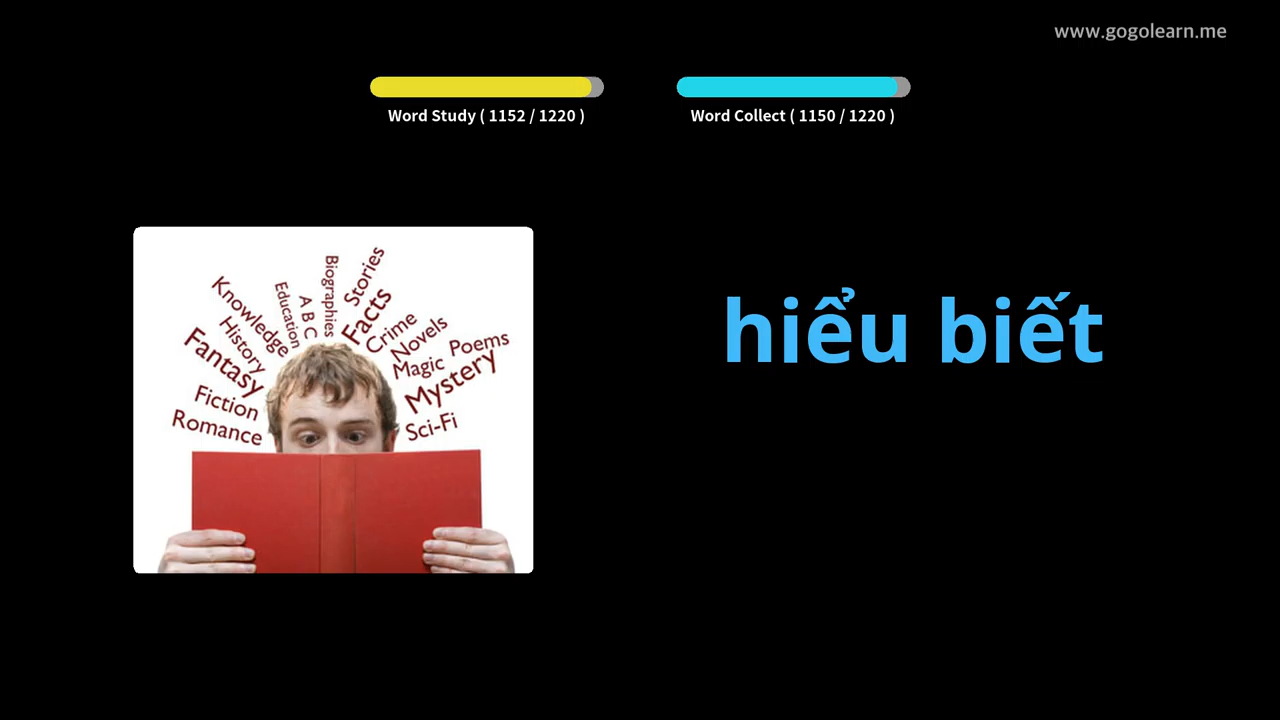 www.gogolearn.me
Word Study ( 1152 / 1220 )
Word Collect ( 1150 / 1220 )
hiểu biết
Knowledge
History
Fantasy
Fiction
Romance
Education
A B C
Biographies
Stories
Facts
Crime
Novels
Magic
Poems
Mystery
Sci-Fi